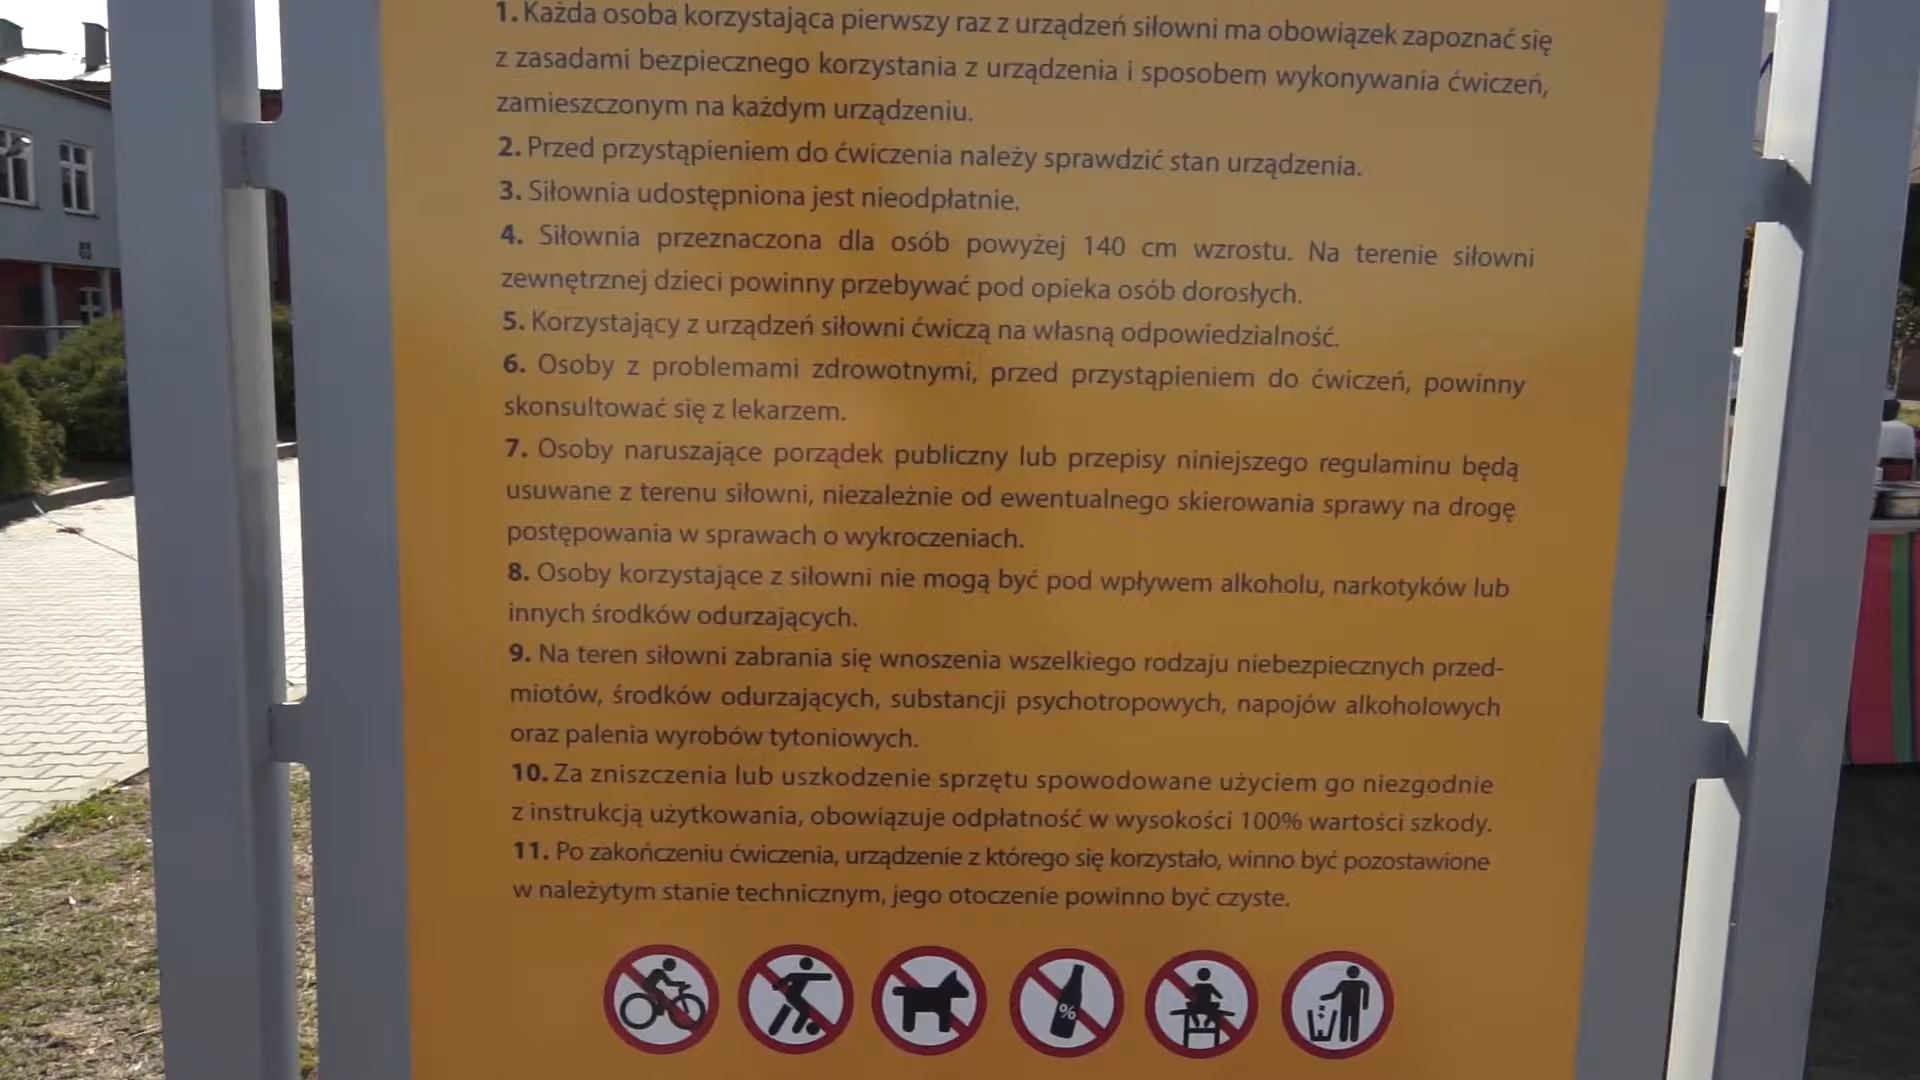 1. Każda osoba korzystająca pierwszy raz z urządzeń siłowni ma obowiązek zapoznać się
z zasadami bezpiecznego korzystania z urządzenia i sposobem wykonywania ćwiczeń,
zamieszczonym na każdym urządzeniu.
2. Przed przystąpieniem do ćwiczenia należy sprawdzić stan urządzenia.
3. Siłownia udostępniona jest nieodpłatnie.
4. Siłownia przeznaczona dla osób powyżej 140 cm wzrostu. Na terenie siłowni
zewnętrznej dzieci powinny przebywać pod opieka osób dorosłych.
5. Korzystający z urządzeń siłowni ćwiczą na własną odpowiedzialność.
6. Osoby z problemami zdrowotnymi, przed przystąpieniem do ćwiczeń, powinny
skonsultować się z lekarzem.
7. Osoby naruszające porządek publiczny lub przepisy niniejszego regulaminu będą
usuwane z terenu siłowni, niezależnie od ewentualnego skierowania sprawy na drogę
postępowania w sprawach o wykroczeniach.
8. Osoby korzystające z siłowni nie mogą być pod wpływem alkoholu, narkotyków lub
innych środków odurzających.
9. Na teren siłowni zabrania się wnoszenia wszelkiego rodzaju niebezpiecznych przed-
miotów, środków odurzających, substancji psychotropowych, napojów alkoholowych
oraz palenia wyrobów tytoniowych.
10. Za zniszczenia lub uszkodzenie sprzętu spowodowane użyciem go niezgodnie
z instrukcją użytkowania, obowiązuje odpłatność w wysokości 100% wartości szkody.
11. Po zakończeniu ćwiczenia, urządzenie z którego się korzystało, winno być pozostawione
w należytym stanie technicznym, jego otoczenie powinno być czyste.
%